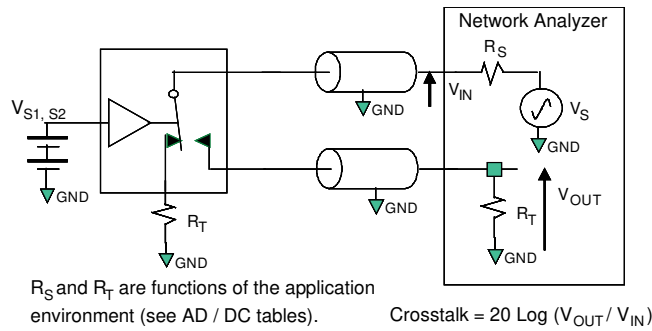 Network Analyzer
R_S
V_IN
V_S
GND
GND
V_S1, S2
GND
R_T
GND
GND
R_T
V_OUT
GND
GND
R_S and R_T are functions of the application
environment (see AD / DC tables).
Crosstalk = 20 Log (V_OUT / V_IN)